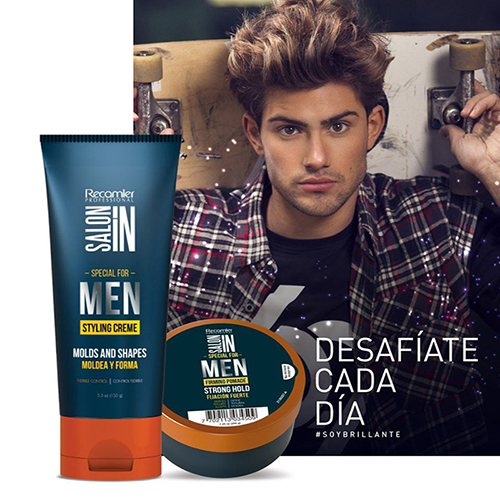 Recamier
PROFESSIONAL
SALON IN
– SPECIAL FOR –
MEN
STYLING CREME
MOLDS AND SHAPES
MOLDEA Y FORMA
Recamier
SALON IN
– SPECIAL FOR –
MEN
FIRMING POMADE
STRONG HOLD
FIJACIÓN FUERTE
DESAFÍATE
CADA
DÍA
#SOYBRILLANTE